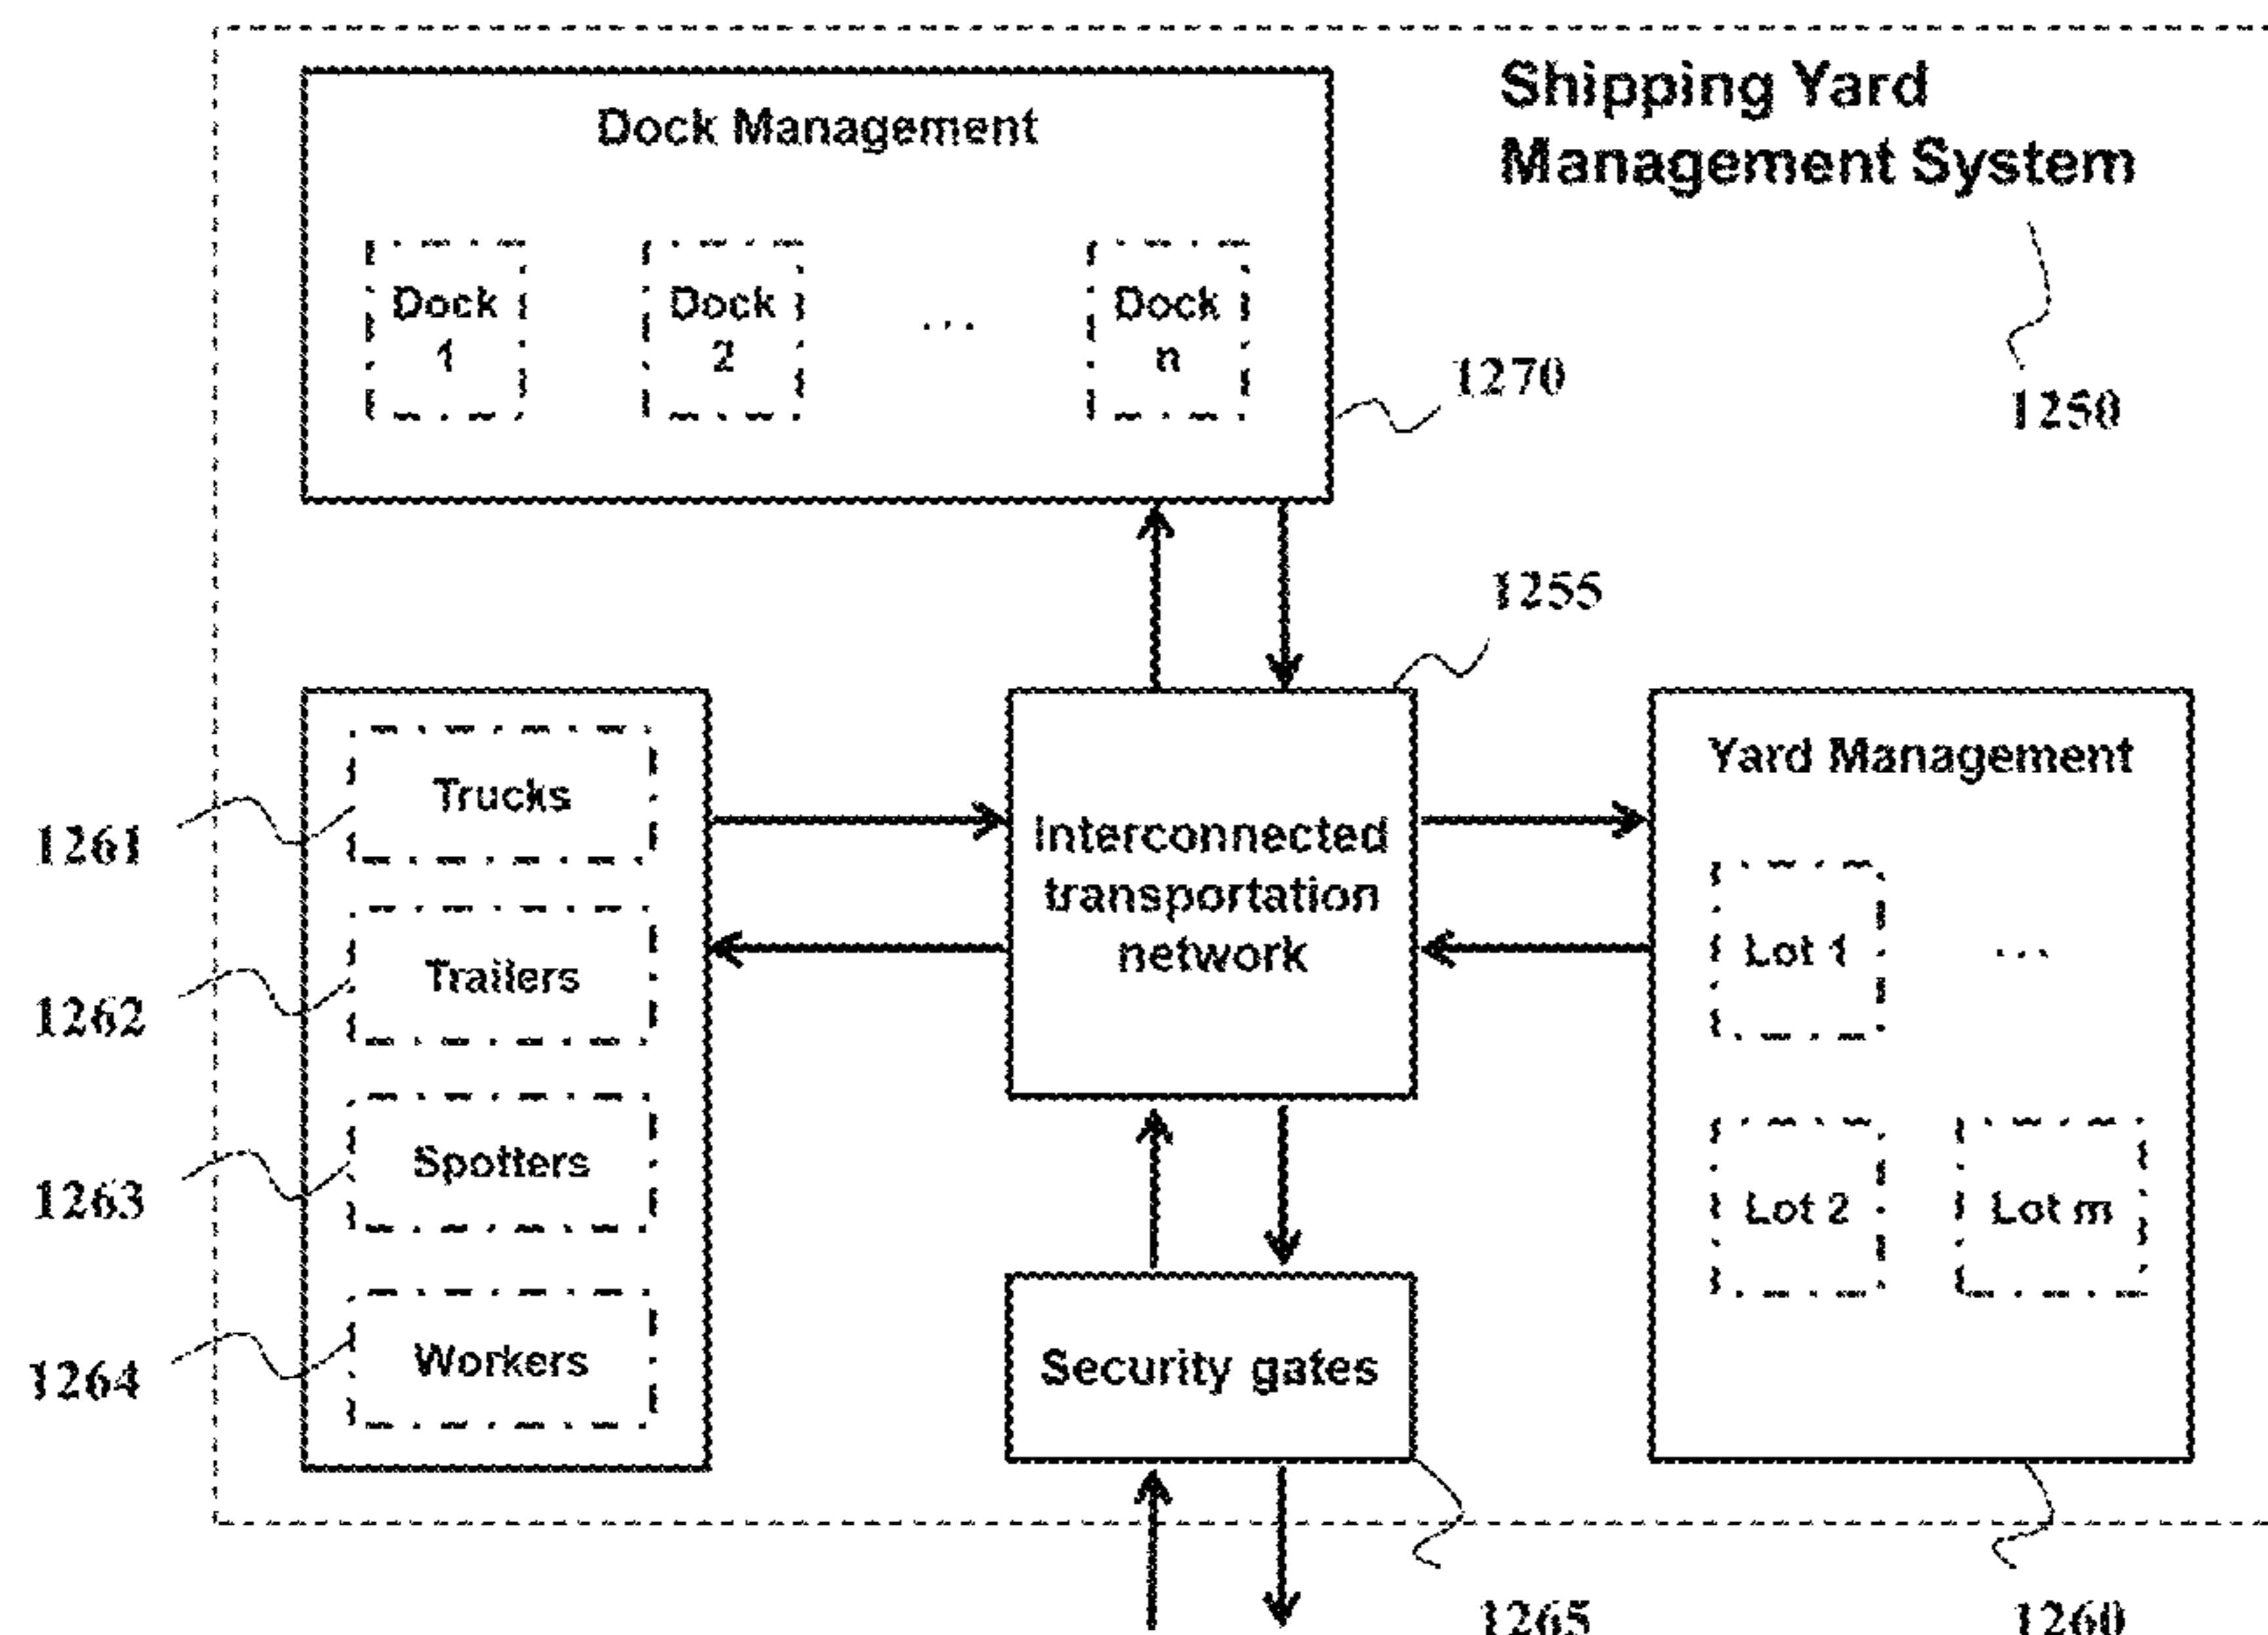 Shipping Yard
Management System
1250
Dock Management
Dock
1
Dock
2
...
Dock
n
1270
1255
Trucks
1261
Trailers
1262
Spotters
1263
Workers
1264
Interconnected
transportation
network
Yard Management
Lot 1
...
Lot 2
Lot m
Security gates
1265
1260